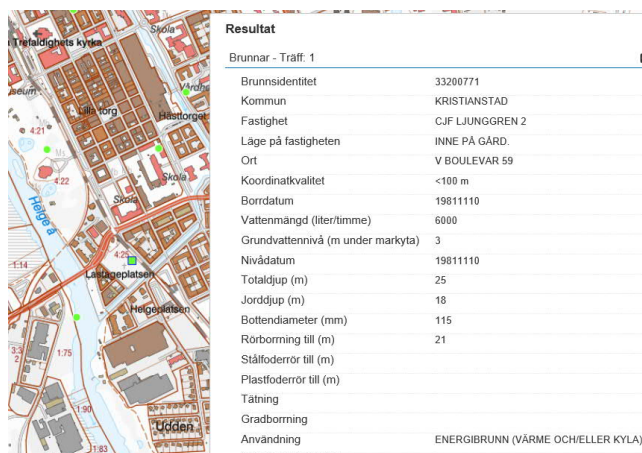 Trefaldighets kyrka
Skola
Lilla torg
Hästtorget
4:21
4:22
Skola
Skola
Helge å
1:14
Lastageplatsen
Helgeplatsen
1:75
1:90
1:83
Udden
Resultat
Brunnar - Träff: 1
Brunnsidentitet 33200771
Kommun KRISTIANSTAD
Fastighet CJF LJUNGGREN 2
Läge på fastigheten INNE PÅ GÅRD.
Ort V BOULEVAR 59
Koordinatkvalitet <100 m
Borrdatum 19811110
Vattenmängd (liter/timme) 6000
Grundvattennivå (m under markyta) 3
Nivådatum 19811110
Totaldjup (m) 25
Jorddjup (m) 18
Bottendiameter (mm) 115
Rörborrning till (m) 21
Stålfoderrör till (m)
Plastfoderrör till (m)
Tätning
Gradborrning
Användning ENERGIBRUNN (VÄRME OCH/ELLER KYLA)